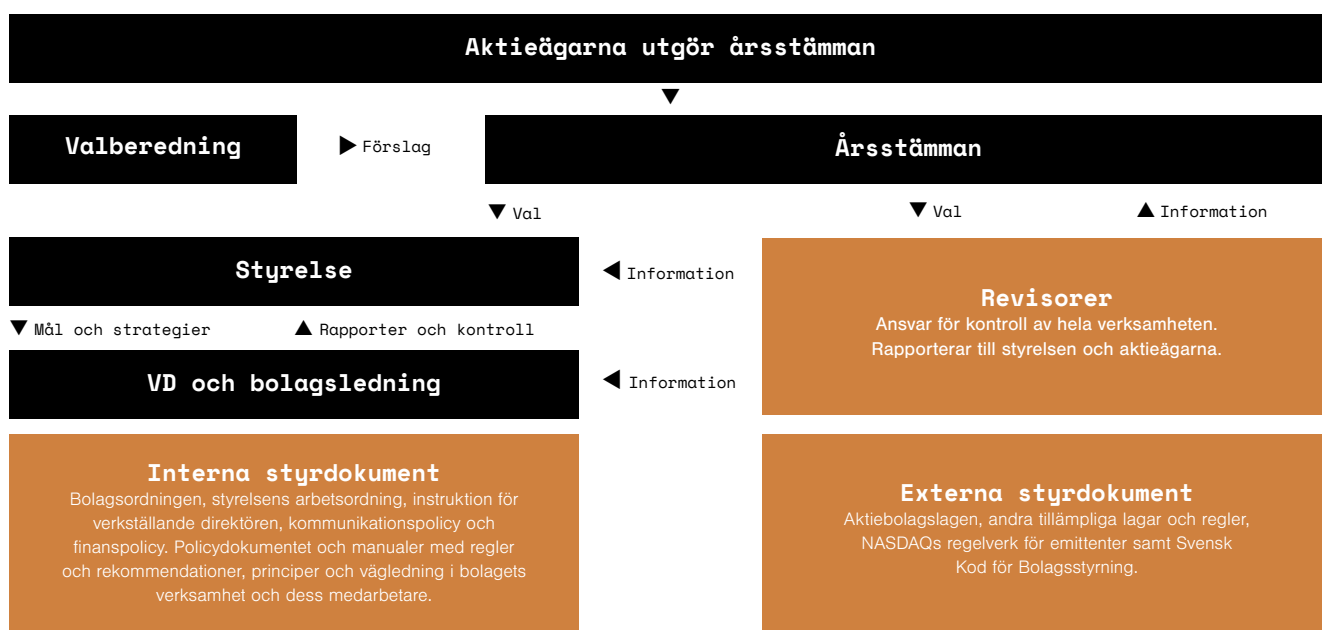 Aktieägarna utgör årsstämman
▼
Valberedning
▶ Förslag
Årsstämman
▼ Val
▼ Val
▲ Information
Styrelse
◀ Information
▼ Mål och strategier
▲ Rapporter och kontroll
VD och bolagsledning
◀ Information
Revisorer
Ansvar för kontroll av hela verksamheten.
Rapporterar till styrelsen och aktieägarna.
Interna styrdokument
Bolagsordningen, styrelsens arbetsordning, instruktion för
verkställande direktören, kommunikationspolicy och
finanspolicy. Policydokumentet och manualer med regler
och rekommendationer, principer och vägledning i bolagets
verksamhet och dess medarbetare.
Externa styrdokument
Aktiebolagslagen, andra tillämpliga lagar och regler,
NASDAQs regelverk för emittenter samt Svensk
Kod för Bolagsstyrning.